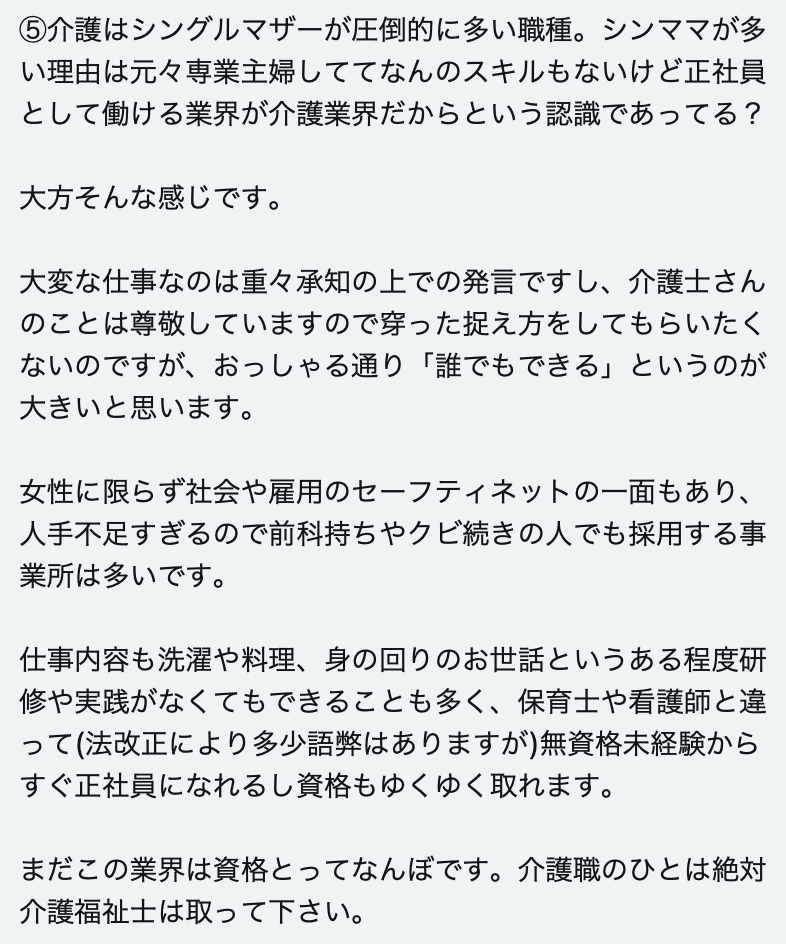 ⑤介護はシングルマザーが圧倒的に多い職種。シンママが多
い理由は元々専業主婦しててなんのスキルもないけど正社員
として働ける業界が介護業界だからという認識であってる？
大方そんな感じです。
大変な仕事なのは重々承知の上での発言ですし、介護士さん
のことは尊敬していますので穿った捉え方をしてもらいたく
ないのですが、おっしゃる通り「誰でもできる」というのが
大きいと思います。
女性に限らず社会や雇用のセーフティネットの一面もあり、
人手不足すぎるので前科持ちやクビ続きの人でも採用する事
業所は多いです。
仕事内容も洗濯や料理、身の回りのお世話というある程度研
修や実践がなくてもできることも多く、保育士や看護師と違
って(法改正により多少語弊はありますが)無資格未経験から
すぐ正社員になれるし資格もゆくゆく取れます。
まだこの業界は資格とってなんぼです。介護職のひとは絶対
介護福祉士は取って下さい。